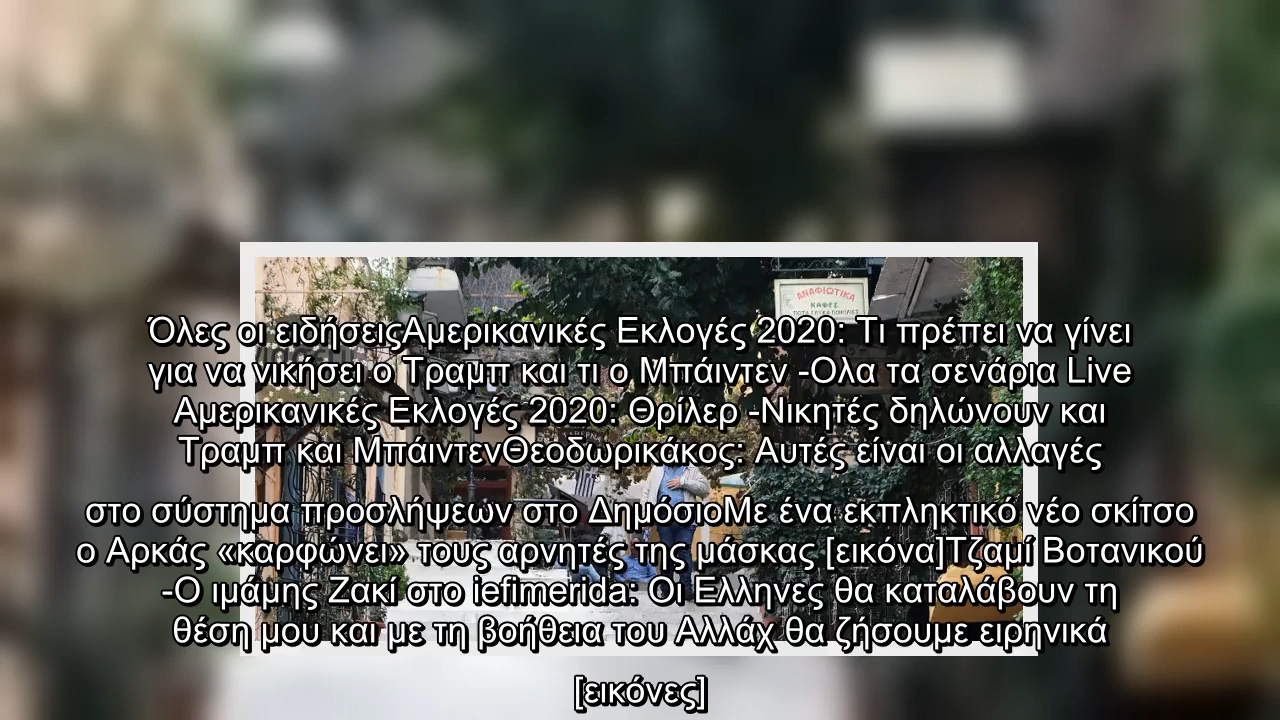 ΑΝΑΦΙΩΤΙΚΑ
ΚΑΦΕΣ
Όλες οι ειδήσειςΑμερικανικές Εκλογές 2020: Τι πρέπει να γίνει
για να νικήσει ο Τραμπ και τι ο Μπάιντεν -Ολα τα σενάρια Live
Αμερικανικές Εκλογές 2020: Θρίλερ -Νικητές δηλώνουν και
Τραμπ και ΜπάιντενΘεοδωρικάκος: Αυτές είναι οι αλλαγές
στο σύστημα προσλήψεων στο ΔημόσιοΜε ένα εκπληκτικό νέο σκίτσο
ο Αρκάς «καρφώνει» τους αρνητές της μάσκας [εικόνα]Τζαμί Βοτανικού
-Ο ιμάμης Ζακί στο iefimerida: Οι Ελληνες θα καταλάβουν τη
θέση μου και με τη βοήθεια του Αλλάχ θα ζήσουμε ειρηνικά
[εικόνες]